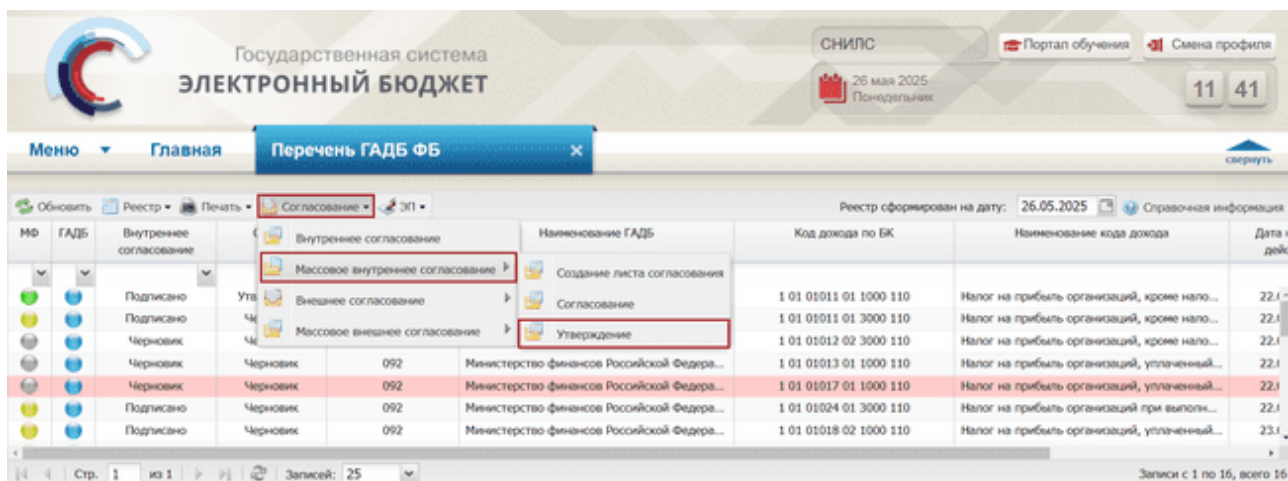 Государственная система
ЭЛЕКТРОННЫЙ БЮДЖЕТ
СНИЛС
Портал обучения
Смена профиля
26 мая 2025
Понедельник
11 41
Меню
Главная
Перечень ГАДБ ФБ
свернуть
Обновить Реестр Печать Согласование ЭП
Реестр сформирован на дату: 26.05.2025 Справочная информация
МФ ГАДБ Внутреннее согласование Наименование ГАДБ Код дохода по БК Наименование кода дохода Дата
Внутреннее согласование
Массовое внутреннее согласование
Внешнее согласование
Массовое внешнее согласование
Создание листа согласования
Согласование
Утверждение
Подписано 1 01 01011 01 1000 110 Налог на прибыль организаций, кроме нало...
Подписано 1 01 01011 01 3000 110 Налог на прибыль организаций, кроме нало...
Черновик 1 01 01012 02 3000 110 Налог на прибыль организаций, кроме нало...
Черновик Черновик 092 Министерство финансов Российской Федера... 1 01 01013 01 1000 110 Налог на прибыль организаций, уплаченный...
Черновик Черновик 092 Министерство финансов Российской Федера... 1 01 01017 01 1000 110 Налог на прибыль организаций, уплаченный...
Подписано Черновик 092 Министерство финансов Российской Федера... 1 01 01024 01 3000 110 Налог на прибыль организаций при выполн...
Подписано Черновик 092 Министерство финансов Российской Федера... 1 01 01018 02 1000 110 Налог на прибыль организаций, уплаченный...
Стр. 1 из 1 Записей: 25 Записи с 1 по 16, всего 16